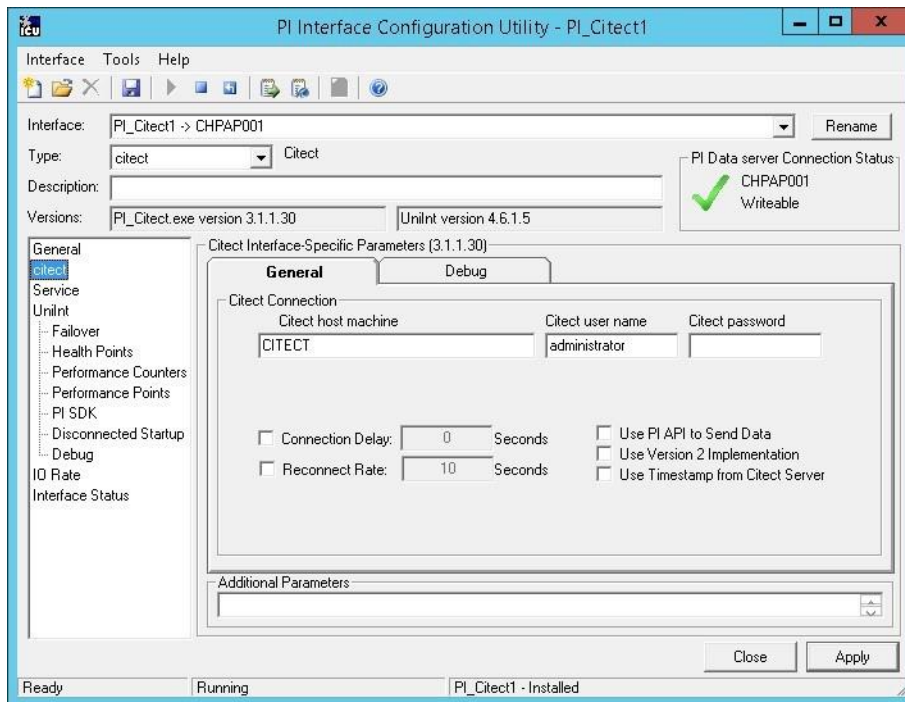 PI Interface Configuration Utility - PI_Citect1
Interface Tools Help
Interface: PI_Citect1 -> CHPAP001 Rename
Type: citect Citect
PI Data server Connection Status
CHPAP001
Writeable
Description:
Versions: PI_Citect.exe version 3.1.1.30 UniInt version 4.6.1.5
General
citect
Service
UniInt
Failover
Health Points
Performance Counters
Performance Points
PI SDK
Disconnected Startup
Debug
IO Rate
Interface Status
Citect Interface-Specific Parameters (3.1.1.30)
General Debug
Citect Connection
Citect host machine Citect user name Citect password
CITECT administrator
Connection Delay: 0 Seconds
Reconnect Rate: 10 Seconds
Use PI API to Send Data
Use Version 2 Implementation
Use Timestamp from Citect Server
Additional Parameters
Close Apply
Ready Running PI_Citect1 - Installed